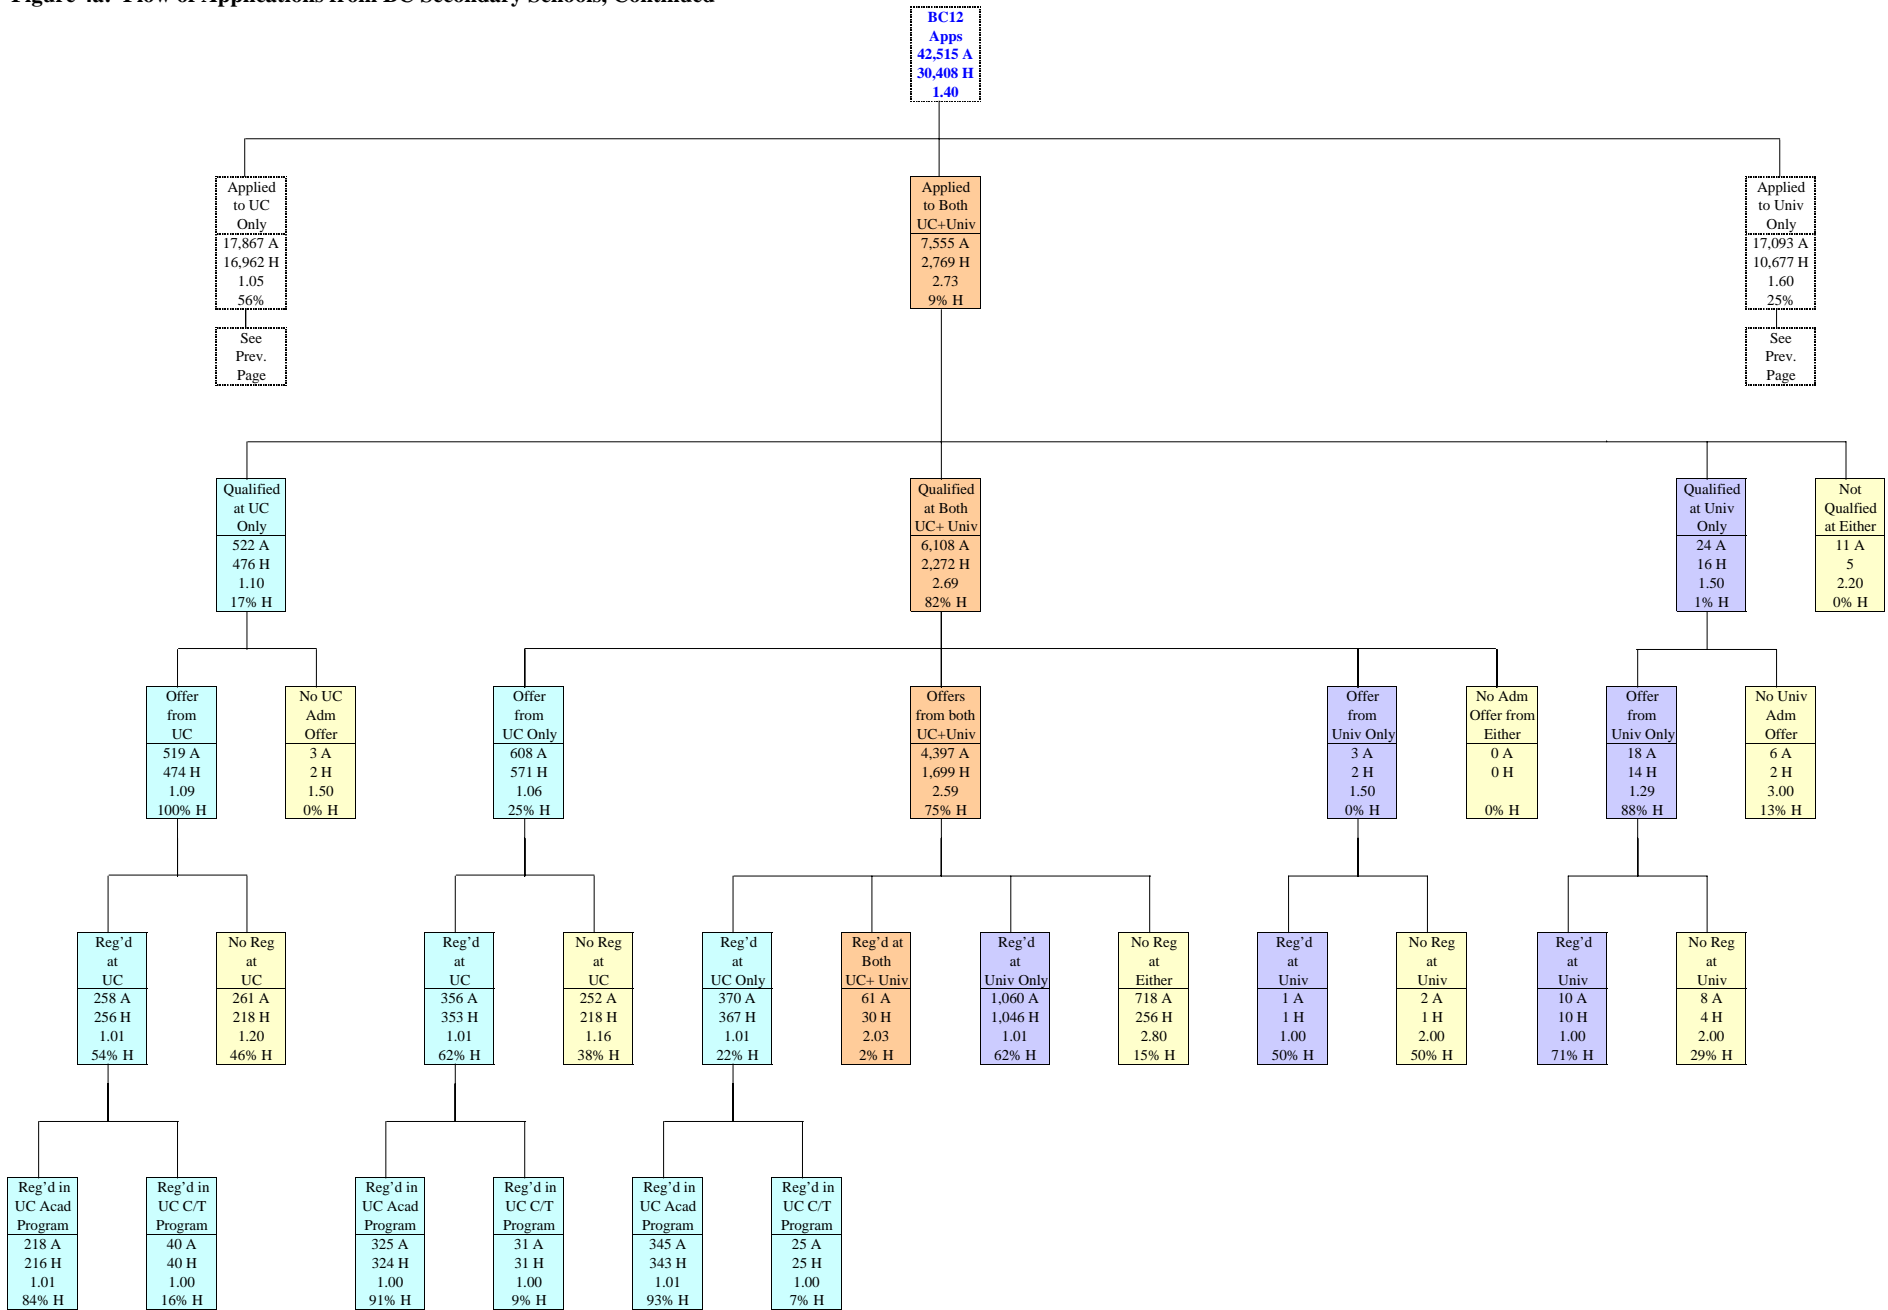 Figure 4a: Flow of Applications from BC Secondary Schools, Continued
BC12
Apps
42,515 A
30,408 H
1.40
Applied
to UC
Only
17,867 A
16,962 H
1.05
56%
See
Prev.
Page
Applied
to Both
UC+Univ
7,555 A
2,769 H
2.73
9% H
Applied
to Univ
Only
17,093 A
10,677 H
1.60
25%
See
Prev.
Page
Qualified
at UC
Only
522 A
476 H
1.10
17% H
Qualified
at Both
UC+ Univ
6,108 A
2,272 H
2.69
82% H
Qualified
at Univ
Only
24 A
16 H
1.50
1% H
Not
Qualfied
at Either
11 A
5
2.20
0% H
Offer
from
UC
519 A
474 H
1.09
100% H
No UC
Adm
Offer
3 A
2 H
1.50
0% H
Offer
from
UC Only
608 A
571 H
1.06
25% H
Offers
from both
UC+Univ
4,397 A
1,699 H
2.59
75% H
Offer
from
Univ Only
3 A
2 H
1.50
0% H
No Adm
Offer from
Either
0 A
0 H
0% H
Offer
from
Univ Only
18 A
14 H
1.29
88% H
No Univ
Adm
Offer
6 A
2 H
3.00
13% H
Reg’d
at
UC
258 A
256 H
1.01
54% H
No Reg
at
UC
261 A
218 H
1.20
46% H
Reg’d
at
UC
356 A
353 H
1.01
62% H
No Reg
at
UC
252 A
218 H
1.16
38% H
Reg’d
at
UC Only
370 A
367 H
1.01
22% H
Reg’d at
Both
UC+ Univ
61 A
30 H
2.03
2% H
Reg’d
at
Univ Only
1,060 A
1,046 H
1.01
62% H
No Reg
at
Either
718 A
256 H
2.80
15% H
Reg’d
at
Univ
1 A
1 H
1.00
50% H
No Reg
at
Univ
2 A
1 H
2.00
50% H
Reg’d
at
Univ
10 A
10 H
1.00
71% H
No Reg
at
Univ
8 A
4 H
2.00
29% H
Reg’d in
UC Acad
Program
218 A
216 H
1.01
84% H
Reg’d in
UC C/T
Program
40 A
40 H
1.00
16% H
Reg’d in
UC Acad
Program
325 A
324 H
1.00
91% H
Reg’d in
UC C/T
Program
31 A
31 H
1.00
9% H
Reg’d in
UC Acad
Program
345 A
343 H
1.01
93% H
Reg’d in
UC C/T
Program
25 A
25 H
1.00
7% H